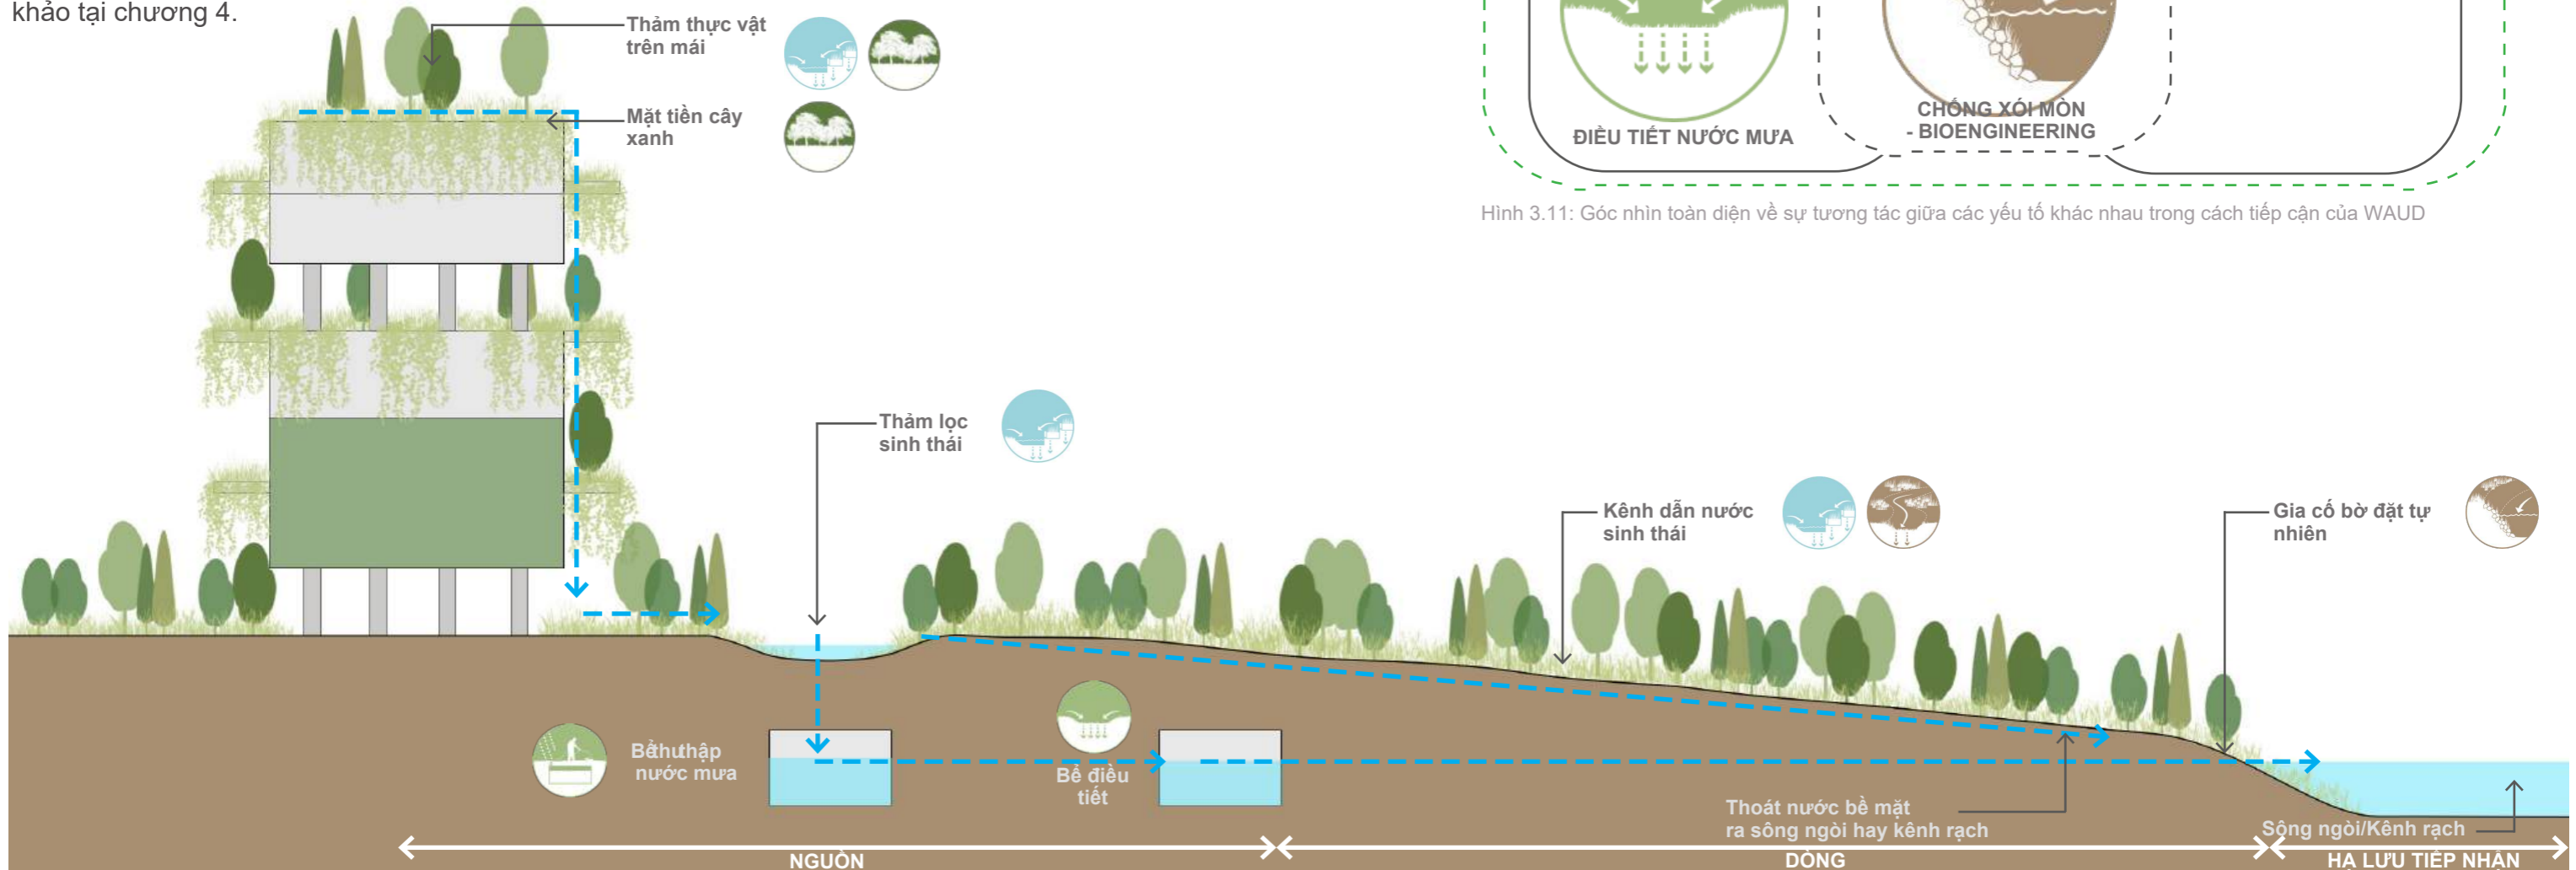 khảo tại chương 4.
Thảm thực vật
trên mái
Mặt tiền cây
xanh
ĐIỀU TIẾT NƯỚC MƯA
CHỐNG XÓI MÒN
- BIOENGINEERING
Hình 3.11: Góc nhìn toàn diện về sự tương tác giữa các yếu tố khác nhau trong cách tiếp cận của WAUD
Thảm lọc
sinh thái
Kênh dẫn nước
sinh thái
Gia cố bờ đặt tự
nhiên
Bể thu thập
nước mưa
Bể điều
tiết
Thoát nước bề mặt
ra sông ngòi hay kênh rạch
Sông ngòi/Kênh rạch
NGUỒN
DÒNG
HẠ LƯU TIẾP NHẬN